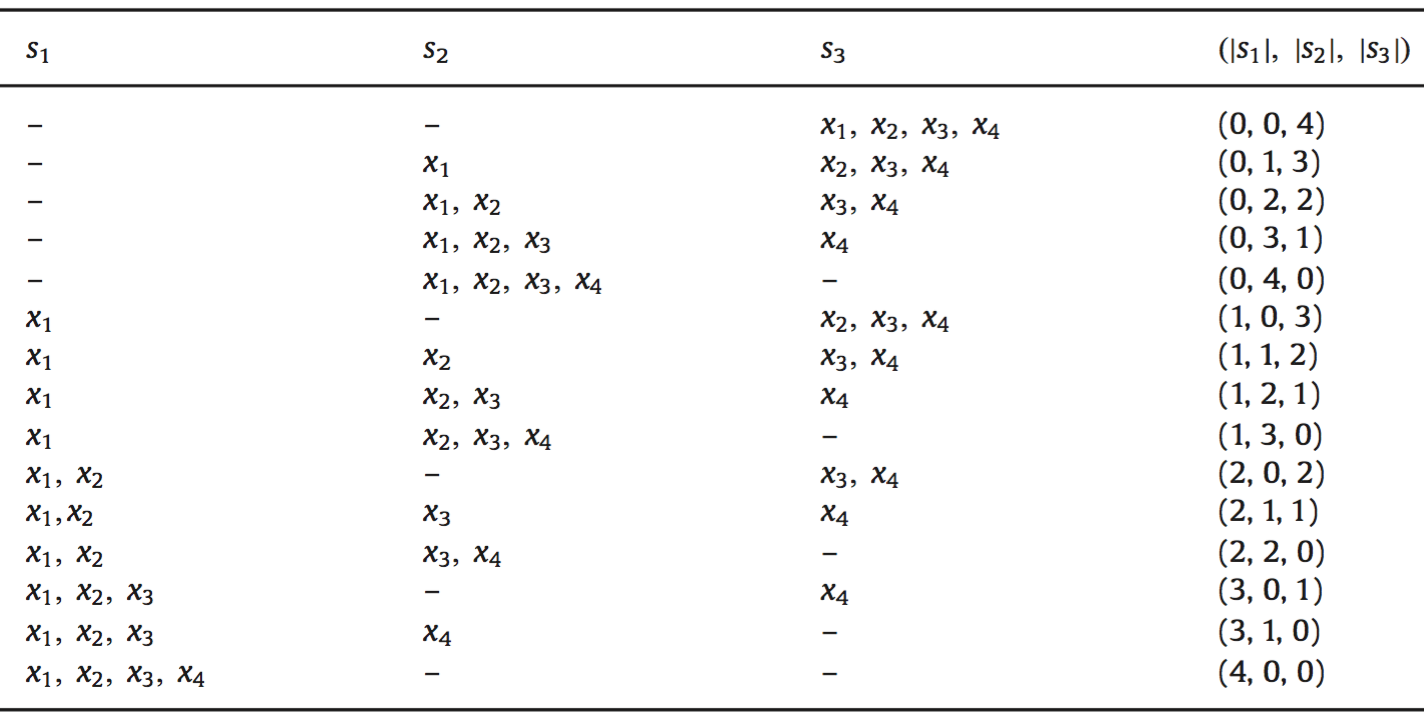 s₁ s₂ s₃ (|s₁|, |s₂|, |s₃|)
– – x₁, x₂, x₃, x₄ (0, 0, 4)
– x₁ x₂, x₃, x₄ (0, 1, 3)
– x₁, x₂ x₃, x₄ (0, 2, 2)
– x₁, x₂, x₃ x₄ (0, 3, 1)
– x₁, x₂, x₃, x₄ – (0, 4, 0)
x₁ – x₂, x₃, x₄ (1, 0, 3)
x₁ x₂ x₃, x₄ (1, 1, 2)
x₁ x₂, x₃ x₄ (1, 2, 1)
x₁ x₂, x₃, x₄ – (1, 3, 0)
x₁, x₂ – x₃, x₄ (2, 0, 2)
x₁,x₂ x₃ x₄ (2, 1, 1)
x₁, x₂ x₃, x₄ – (2, 2, 0)
x₁, x₂, x₃ – x₄ (3, 0, 1)
x₁, x₂, x₃ x₄ – (3, 1, 0)
x₁, x₂, x₃, x₄ – – (4, 0, 0)